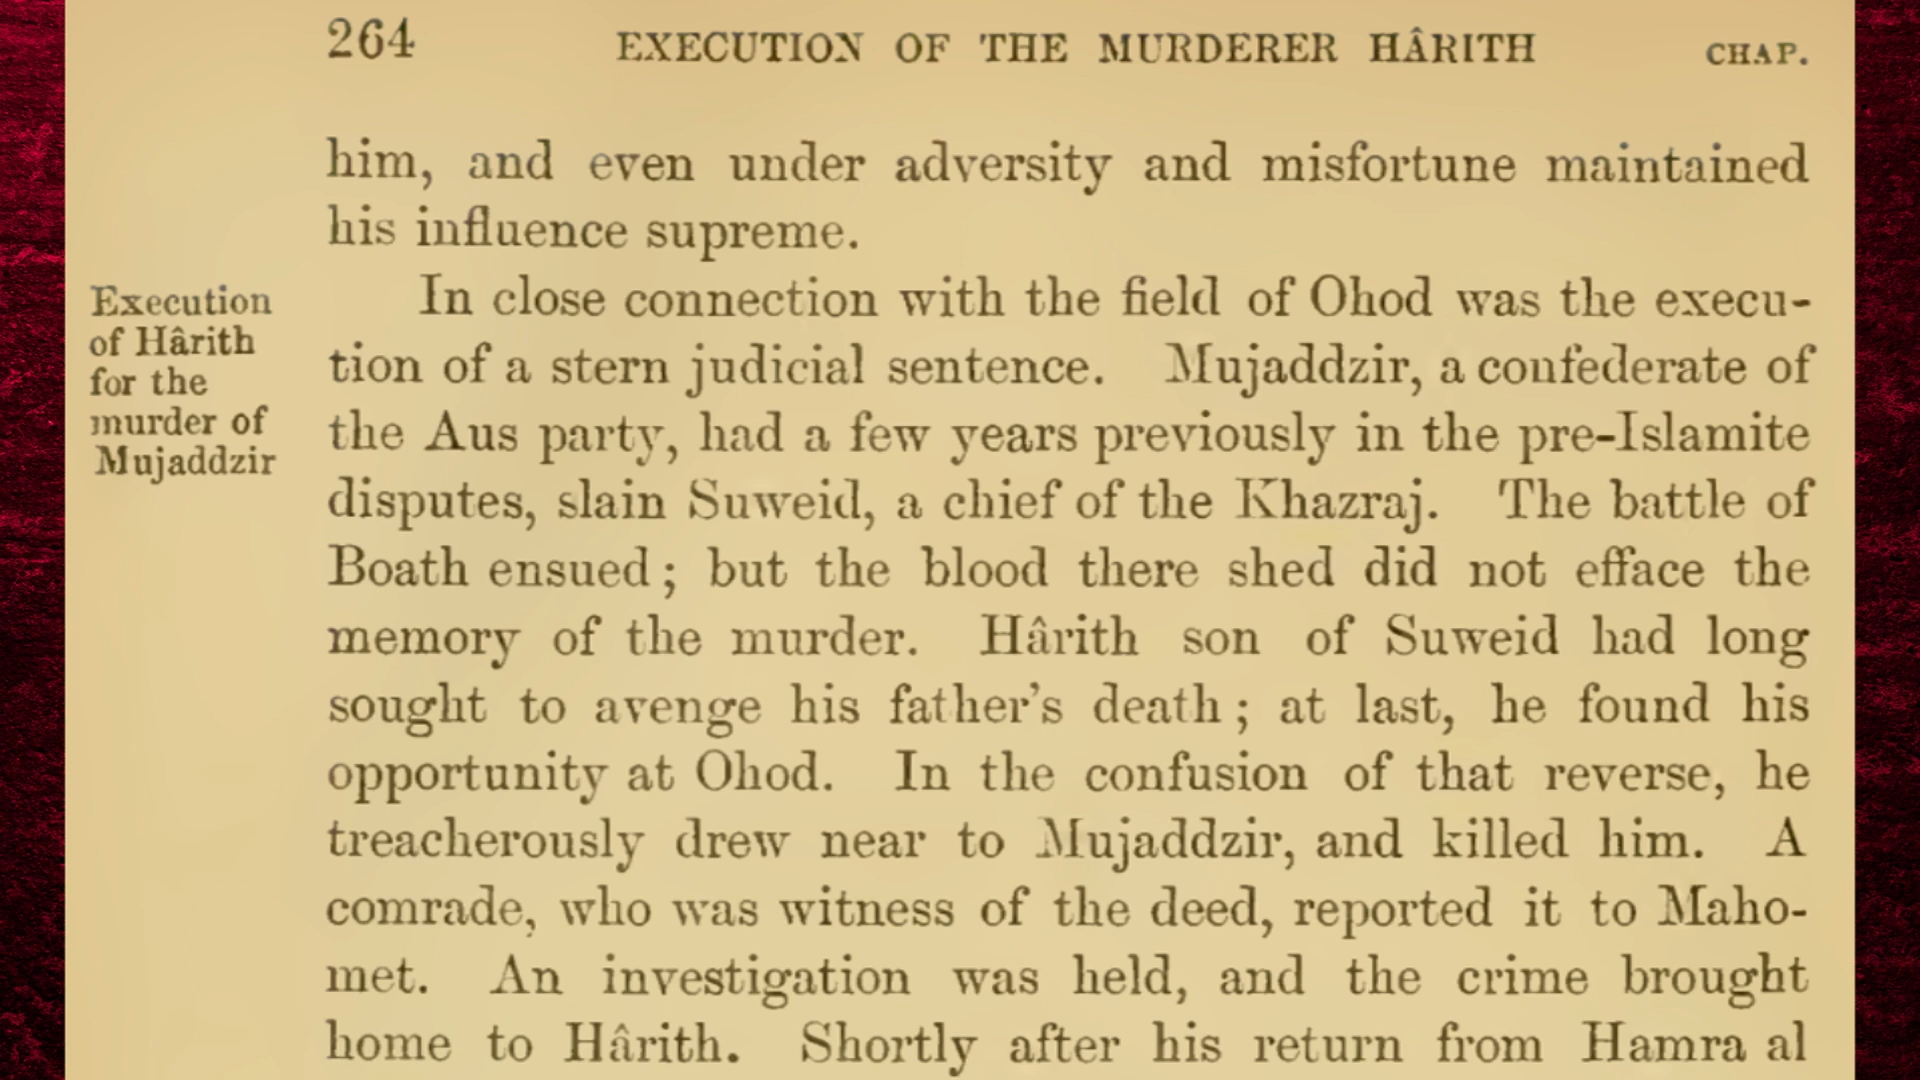 264 EXECUTION OF THE MURDERER HÂRITH CHAP.
him, and even under adversity and misfortune maintained
his influence supreme.
Execution
of Hârith
for the
murder of
Mujaddzir
In close connection with the field of Ohod was the execu-
tion of a stern judicial sentence. Mujaddzir, a confederate of
the Aus party, had a few years previously in the pre-Islamite
disputes, slain Suweid, a chief of the Khazraj. The battle of
Boath ensued; but the blood there shed did not efface the
memory of the murder. Hârith son of Suweid had long
sought to avenge his father's death; at last, he found his
opportunity at Ohod. In the confusion of that reverse, he
treacherously drew near to Mujaddzir, and killed him. A
comrade, who was witness of the deed, reported it to Maho-
met. An investigation was held, and the crime brought
home to Hârith. Shortly after his return from Hamra al